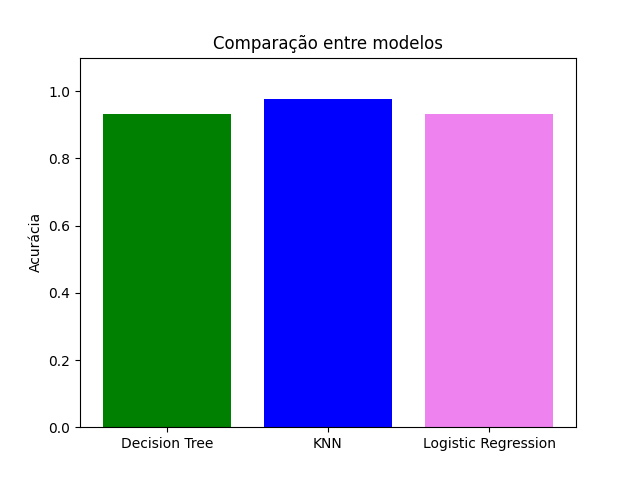 Comparação entre modelos
Acurácia
1.0
0.8
0.6
0.4
0.2
0.0
Decision Tree
KNN
Logistic Regression